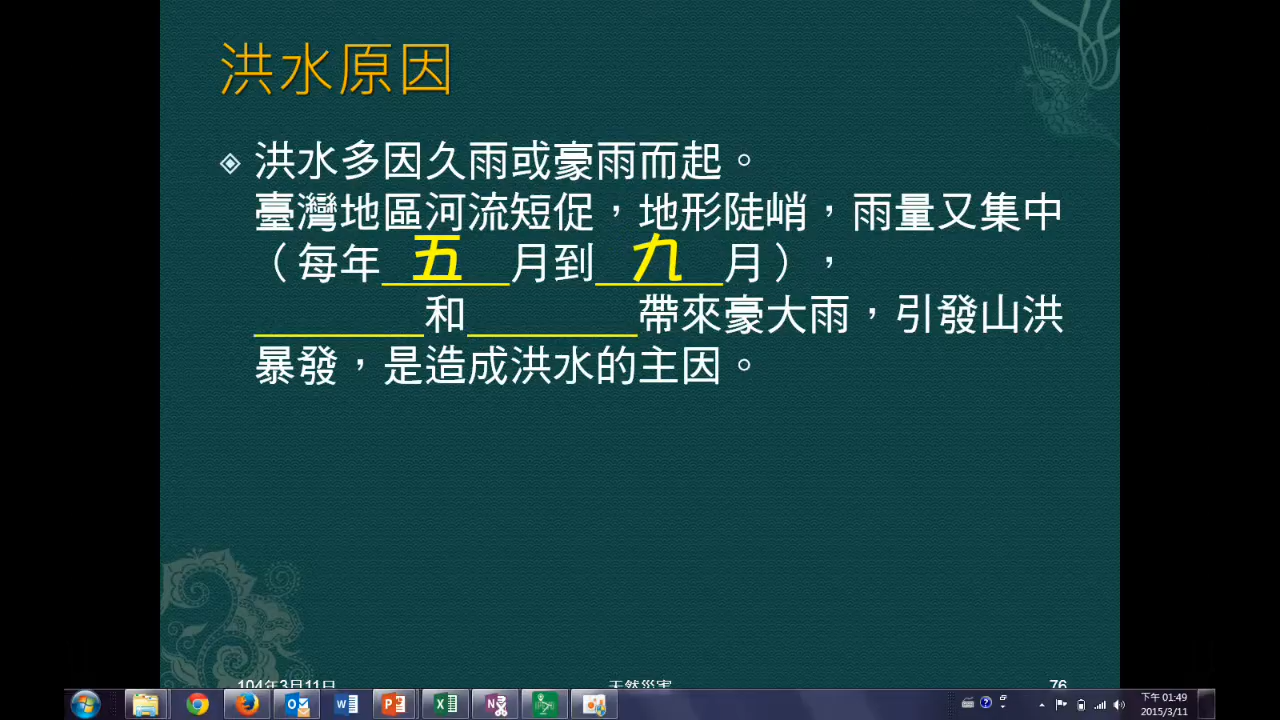 洪水原因
洪水多因久雨或豪雨而起。
臺灣地區河流短促，地形陡峭，雨量又集中
（每年五月到九月），
________和________帶來豪大雨，引發山洪
暴發，是造成洪水的主因。
104年3月11日
天然災害
76
下午 01:49
2015/3/11